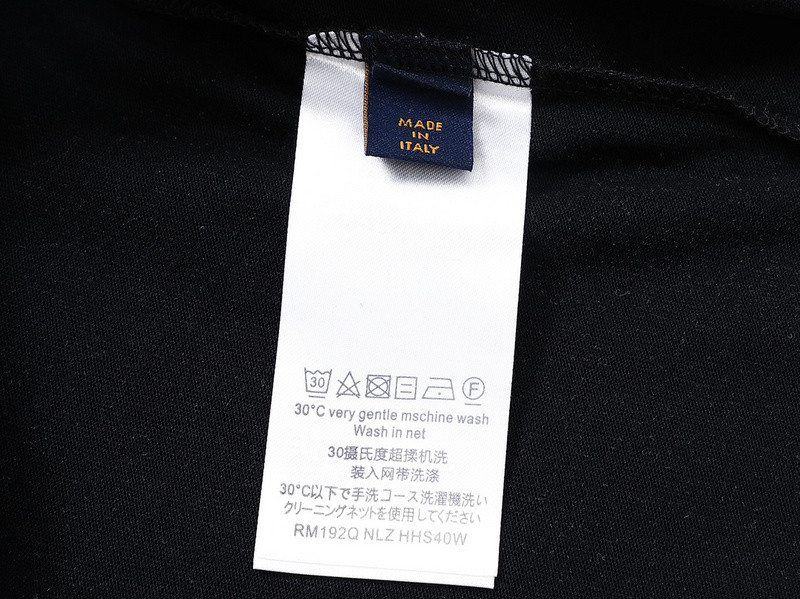 MADE
IN
ITALY
30
F
30°C very gentle mschine wash
Wash in net
30摄氏度超揉机洗
装入网带洗涤
30°C以下で手洗コース洗濯機洗い
クリーニングネットを使用してください
RM192Q NLZ HHS40W